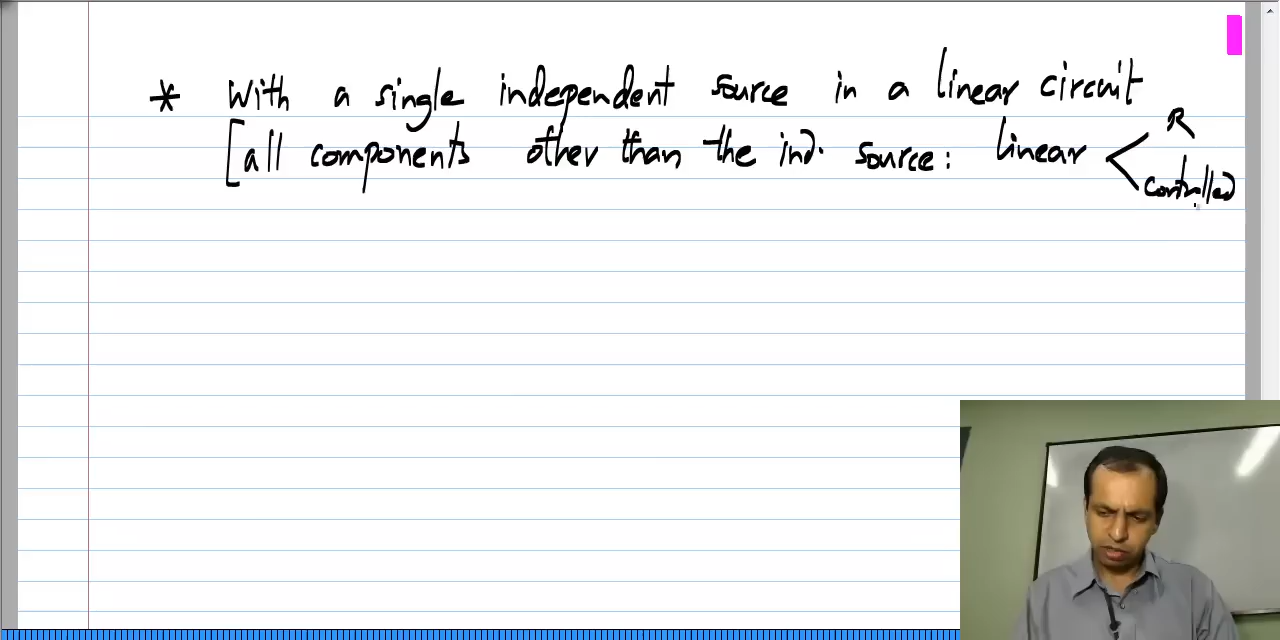 * With a single independent source in a linear circuit
[all components other than the ind. source: linear < R
controlled